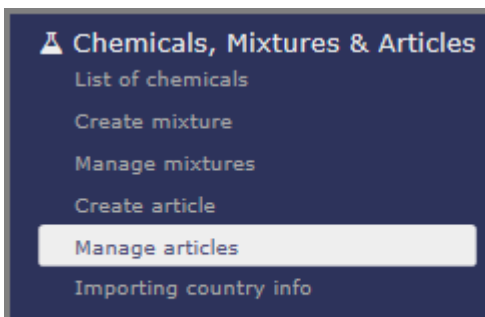 Chemicals, Mixtures & Articles
List of chemicals
Create mixture
Manage mixtures
Create article
Manage articles
Importing country info